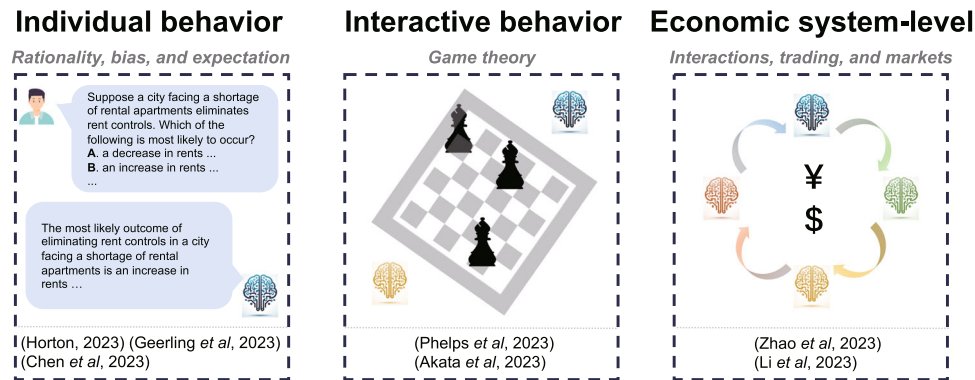 Individual behavior
Rationality, bias, and expectation
Suppose a city facing a shortage
of rental apartments eliminates
rent controls. Which of the
following is most likely to occur?
A. a decrease in rents ...
B. an increase in rents ...
...
The most likely outcome of
eliminating rent controls in a city
facing a shortage of rental
apartments is an increase in
rents ...
(Horton, 2023) (Geerling et al, 2023)
(Chen et al, 2023)
Interactive behavior
Game theory
(Phelps et al, 2023)
(Akata et al, 2023)
Economic system-level
Interactions, trading, and markets
¥
$
(Zhao et al, 2023)
(Li et al, 2023)